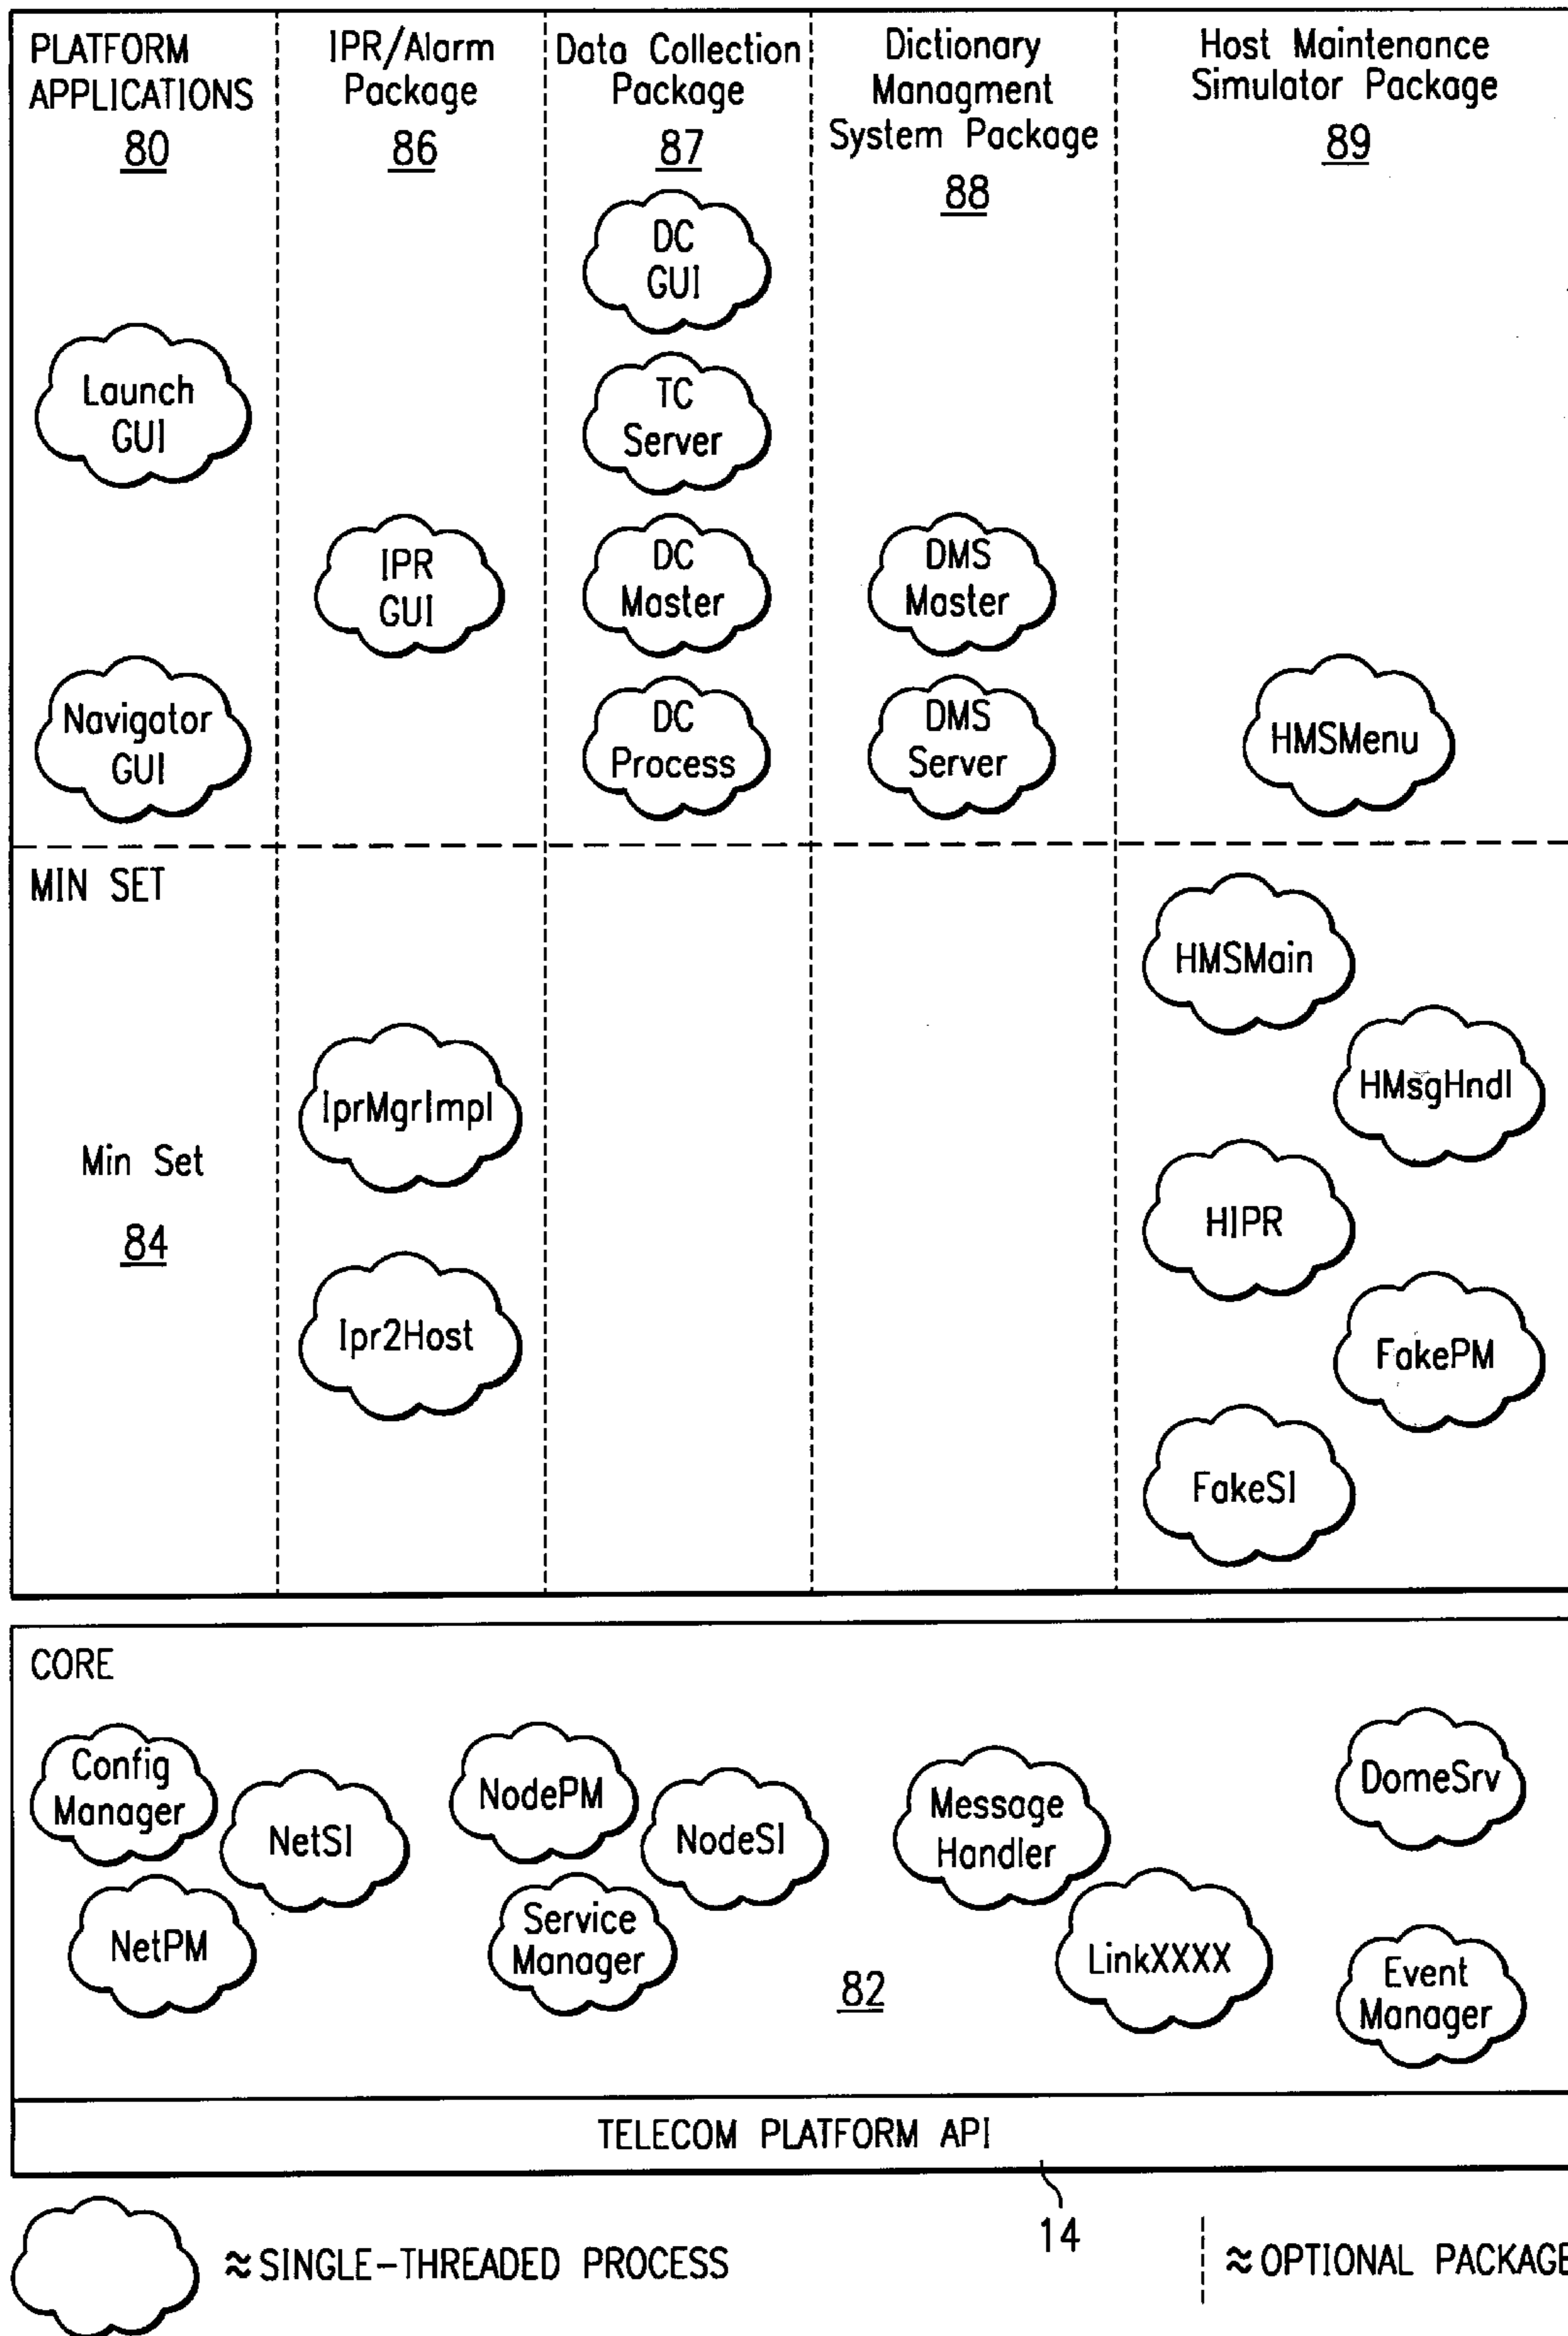 PLATFORM
APPLICATIONS
80
IPR/Alarm
Package
86
Data Collection
Package
87
Dictionary
Managment
System Package
88
Host Maintenance
Simulator Package
89
Launch
GUI
Navigator
GUI
IPR
GUI
DC
GUI
TC
Server
DC
Master
DC
Process
DMS
Master
DMS
Server
HMSMenu
MIN SET
Min Set
84
IprMgrImpl
Ipr2Host
HMSMain
HMsgHndl
HIPR
FakePM
FakeSI
CORE
Config
Manager
NetSI
NetPM
NodePM
NodeSI
Service
Manager
82
Message
Handler
LinkXXXX
DomeSrv
Event
Manager
TELECOM PLATFORM API
14
≈ SINGLE-THREADED PROCESS
≈ OPTIONAL PACKAGE